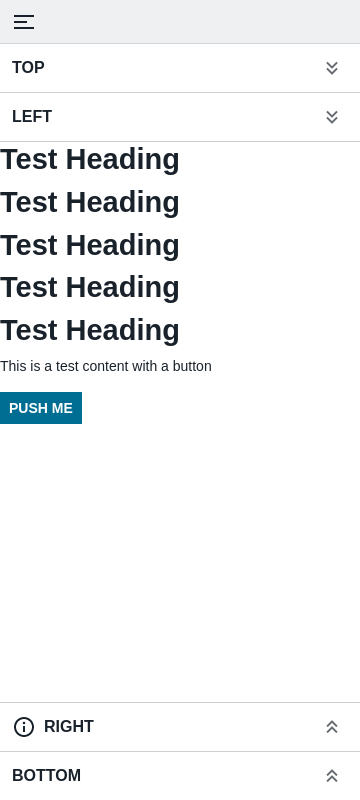 TOP
LEFT
Test Heading
Test Heading
Test Heading
Test Heading
Test Heading
This is a test content with a button
PUSH ME
RIGHT
BOTTOM